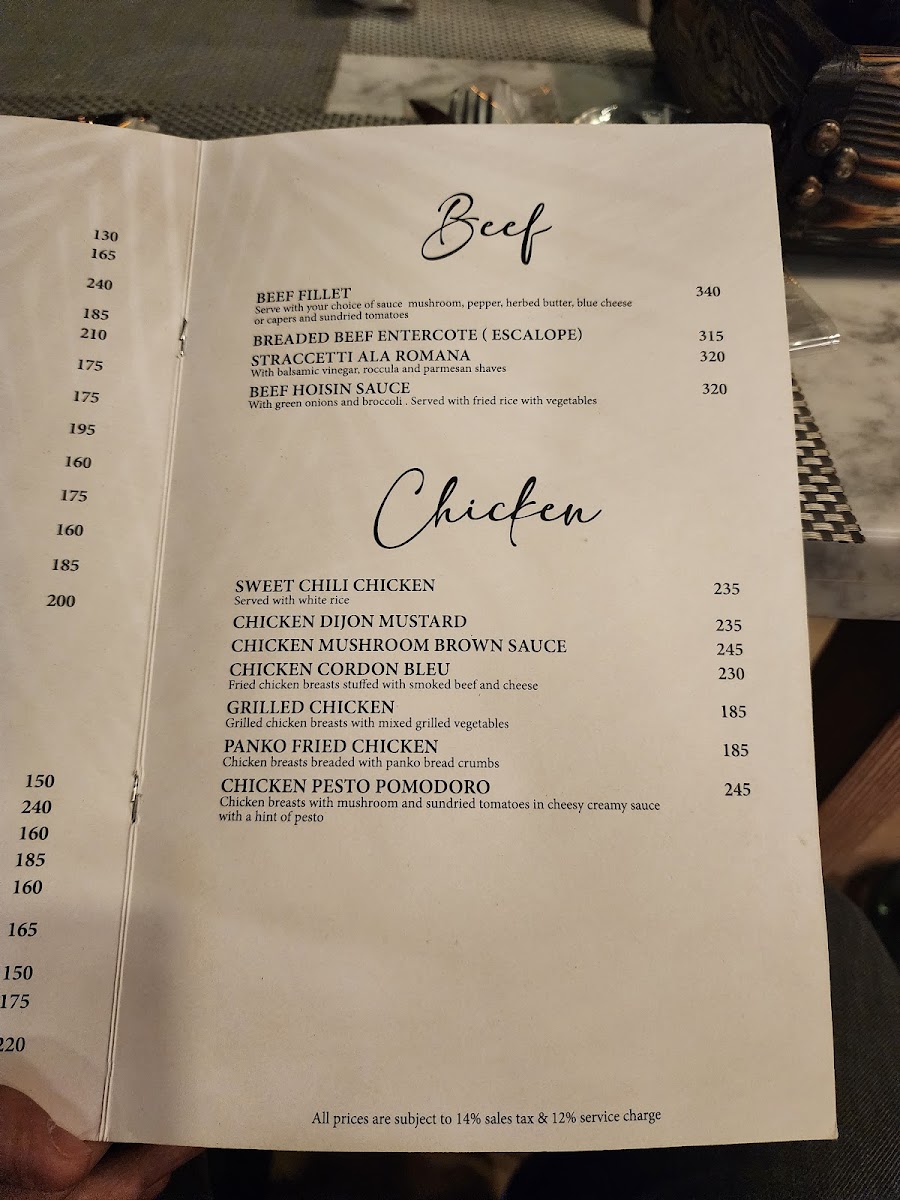 130
165
240
185
210
175
175
195
160
175
160
185
200
150
240
160
185
160
165
150
175
220
Beef
BEEF FILLET 340
Serve with your choice of sauce mushroom, pepper, herbed butter, blue cheese
or capers and sundried tomatoes
BREADED BEEF ENTERCOTE ( ESCALOPE) 315
STRACCETTI ALA ROMANA 320
With balsamic vinegar, roccula and parmesan shaves
BEEF HOISIN SAUCE 320
With green onions and broccoli . Served with fried rice with vegetables
Chicken
SWEET CHILI CHICKEN 235
Served with white rice
CHICKEN DIJON MUSTARD 235
CHICKEN MUSHROOM BROWN SAUCE 245
CHICKEN CORDON BLEU 230
Fried chicken breasts stuffed with smoked beef and cheese
GRILLED CHICKEN 185
Grilled chicken breasts with mixed grilled vegetables
PANKO FRIED CHICKEN 185
Chicken breasts breaded with panko bread crumbs
CHICKEN PESTO POMODORO 245
Chicken breasts with mushroom and sundried tomatoes in cheesy creamy sauce
with a hint of pesto
All prices are subject to 14% sales tax & 12% service charge